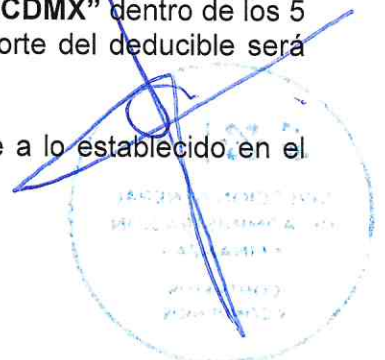 CDMX” dentro de los 5
orte del deducible será
e a lo establecido en el